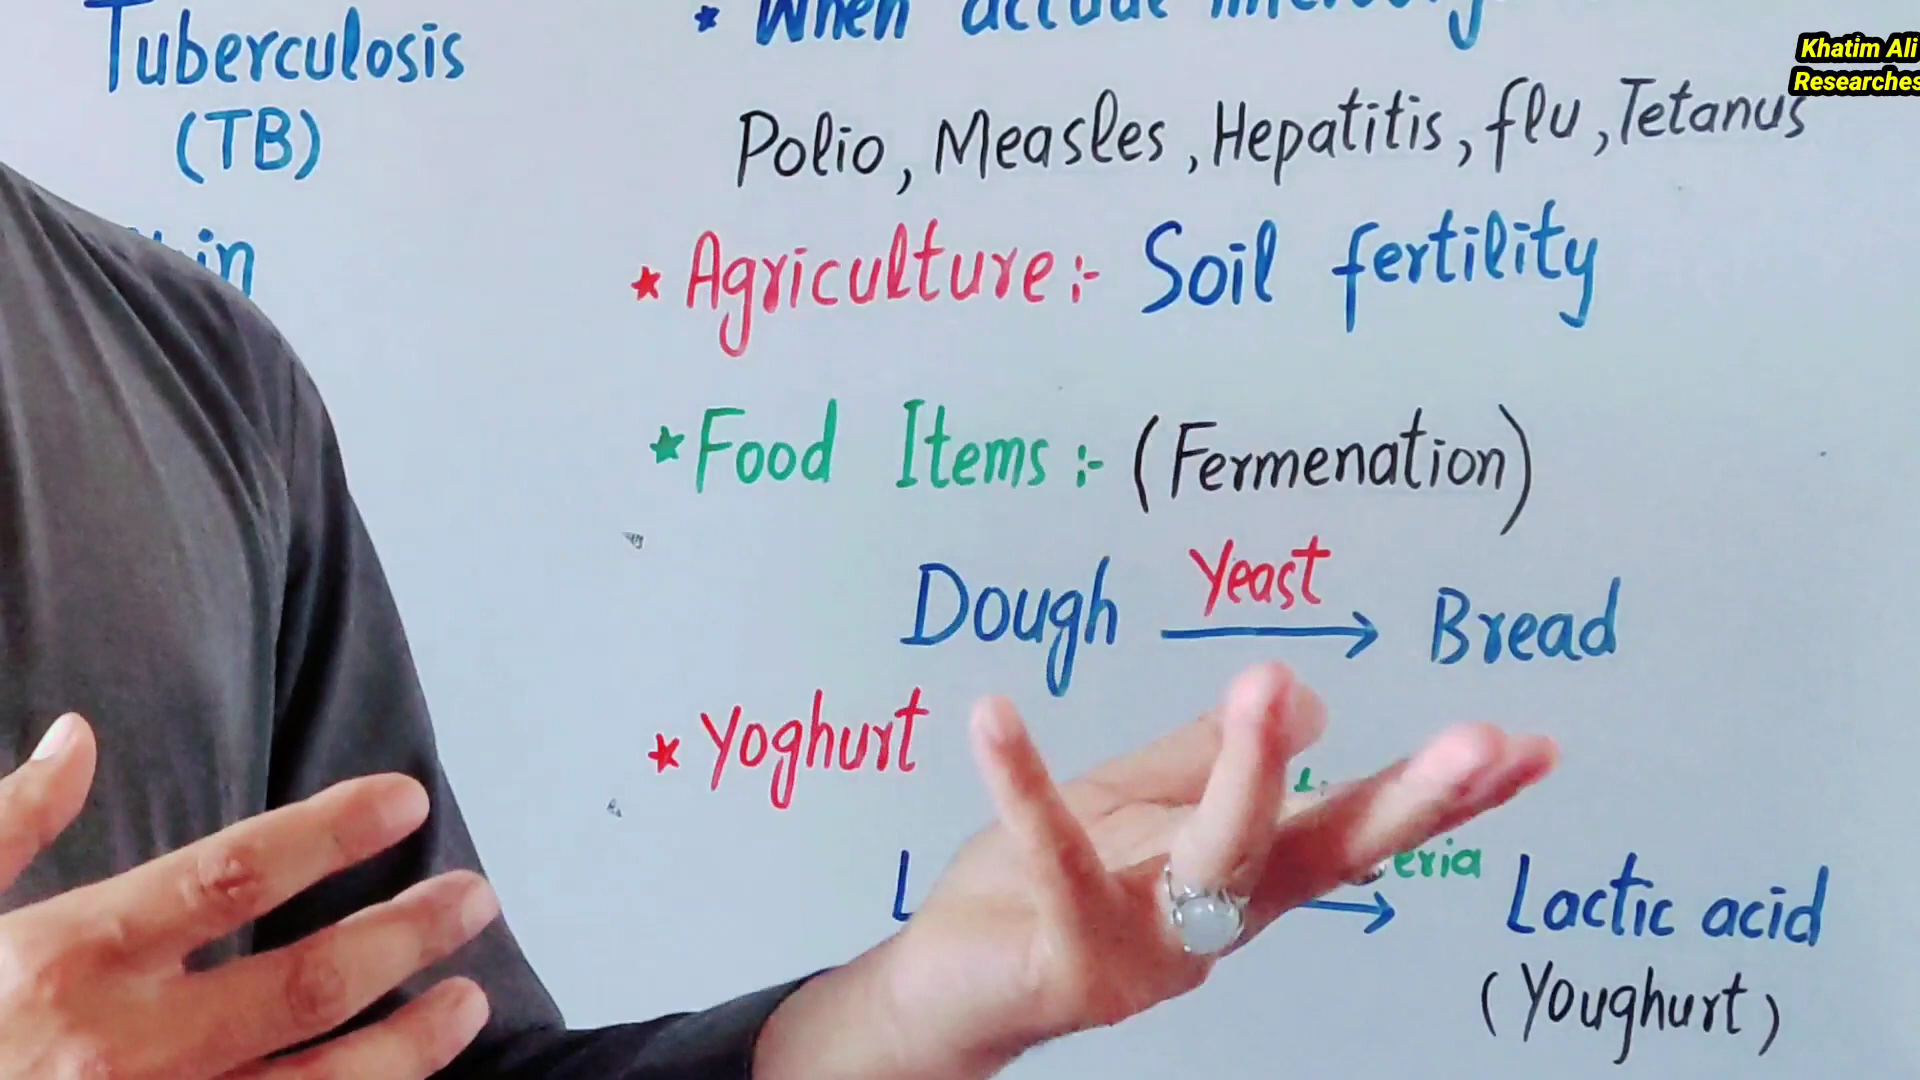 Tuberculosis
(TB)
* When
Polio, Measles, Hepatitis, flu, Tetanus
* Agriculture:- Soil fertility
* Food Items:- (Fermenation)
Dough Yeast → Bread
* Yoghurt
→ Lactic acid
(Youghurt)
Khatim Ali
Researches